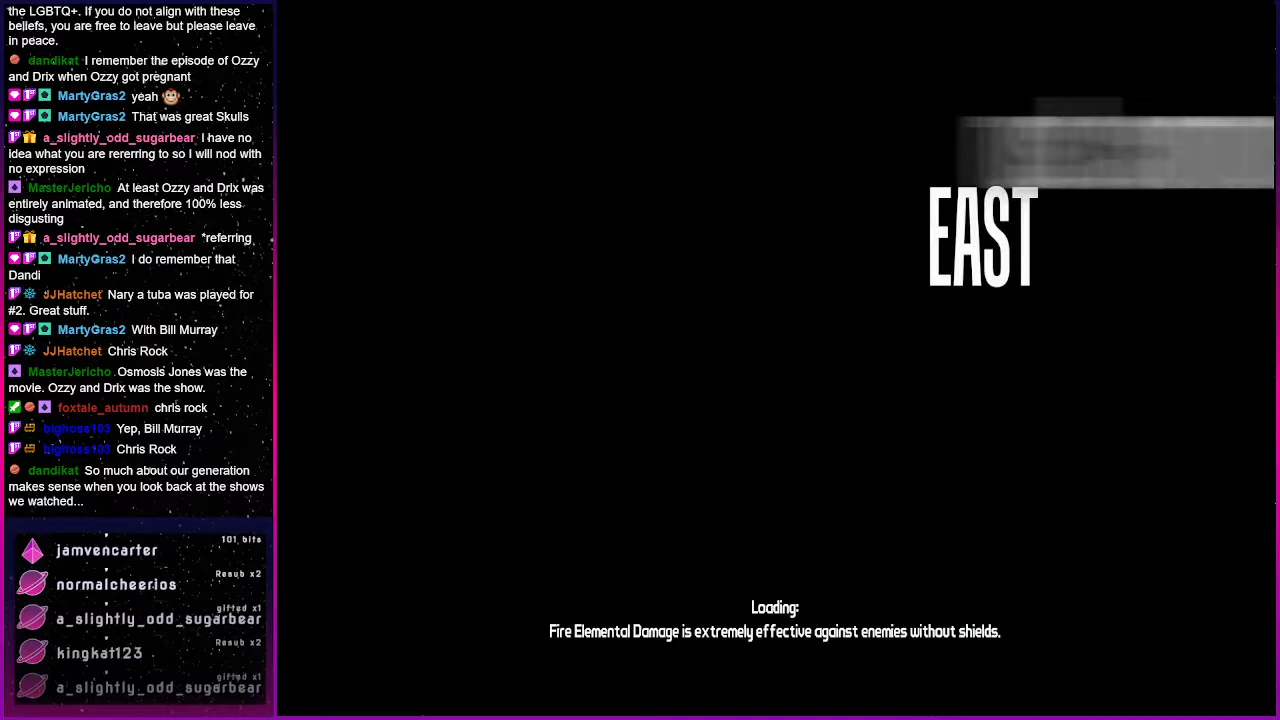 the LGBTQ+. If you do not align with these
beliefs, you are free to leave but please leave
in peace.
dandikat I remember the episode of Ozzy
and Drix when Ozzy got pregnant
MartyGras2 yeah
MartyGras2 That was great Skulls
a_slightly_odd_sugarbear I have no
idea what you are rerерring to so I will nod with
no expression
MasterJericho At least Ozzy and Drix was
entirely animated, and therefore 100% less
disgusting
a_slightly_odd_sugarbear *referring
MartyGras2 I do remember that
Dandi
JJHatchet Nary a tuba was played for
#2. Great stuff.
MartyGras2 With Bill Murray
JJHatchet Chris Rock
MasterJericho Osmosis Jones was the
movie. Ozzy and Drix was the show.
foxtale_autumn chris rock
bighoss103 Yep, Bill Murray
bighoss103 Chris Rock
dandikat So much about our generation
makes sense when you look back at the shows
we watched...
101 bits
jamvencarter
Resub x2
normalcheerios
gifted x1
a_slightly_odd_sugarbear
Resub x2
kingkat123
gifted x1
a_slightly_odd_sugarbear
EAST
Loading:
Fire Elemental Damage is extremely effective against enemies without shields.